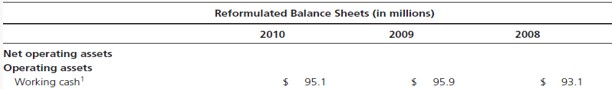 Reformulated Balance Sheets (in millions)
2010 2009 2008
Net operating assets
Operating assets
Working cash¹ $ 95.1 $ 95.9 $ 93.1